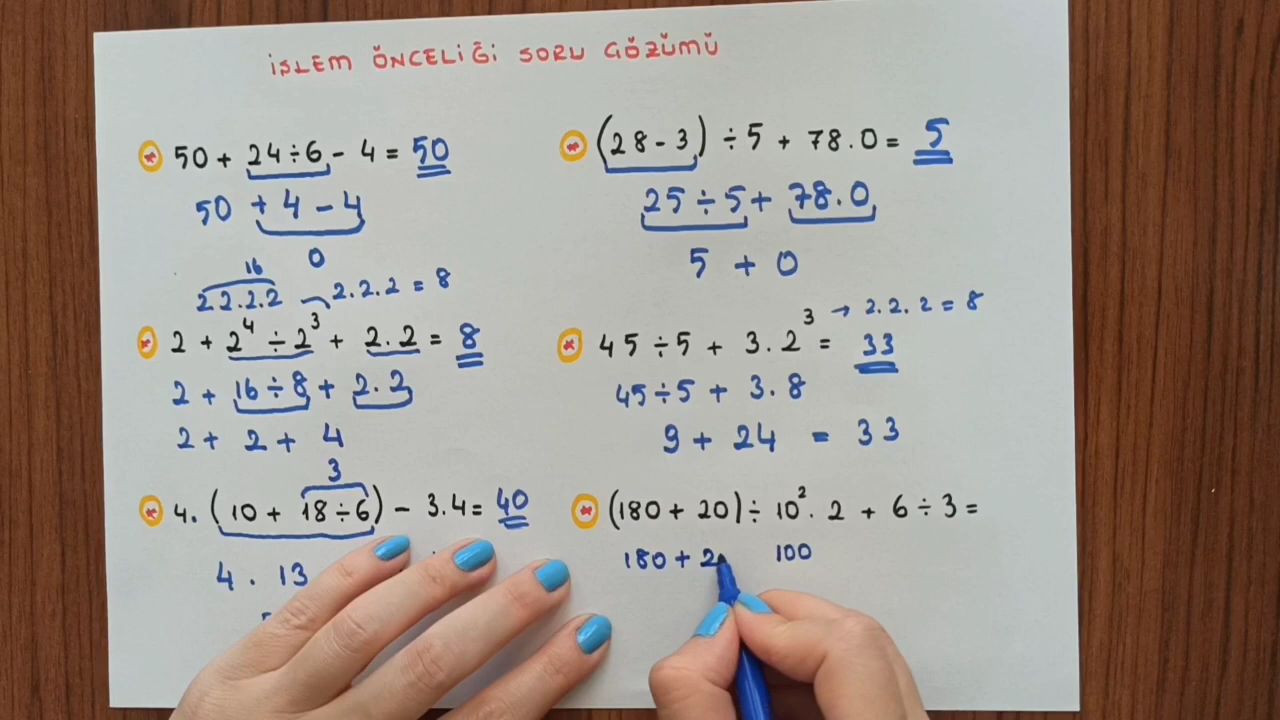 İŞLEM ÖNCELİĞİ SORU ÇÖZÜMÜ
50 + 24 ÷ 6 - 4 = 50
50 + 4 - 4
0
16
2.2.2.2 2.2.2 = 8
2 + 2⁴ ÷ 2³ + 2.2 = 8
2 + 16 ÷ 8 + 2.2
2 + 2 + 4
3
4. (10 + 18 ÷ 6) - 3.4 = 40
4 . 13
(28 - 3) ÷ 5 + 78.0 = 5
25 ÷ 5 + 78.0
5 + 0
→ 2.2.2 = 8
45 ÷ 5 + 3.2³ = 33
45 ÷ 5 + 3.8
9 + 24 = 33
(180 + 20) ÷ 10². 2 + 6 ÷ 3 =
180 + 2 100